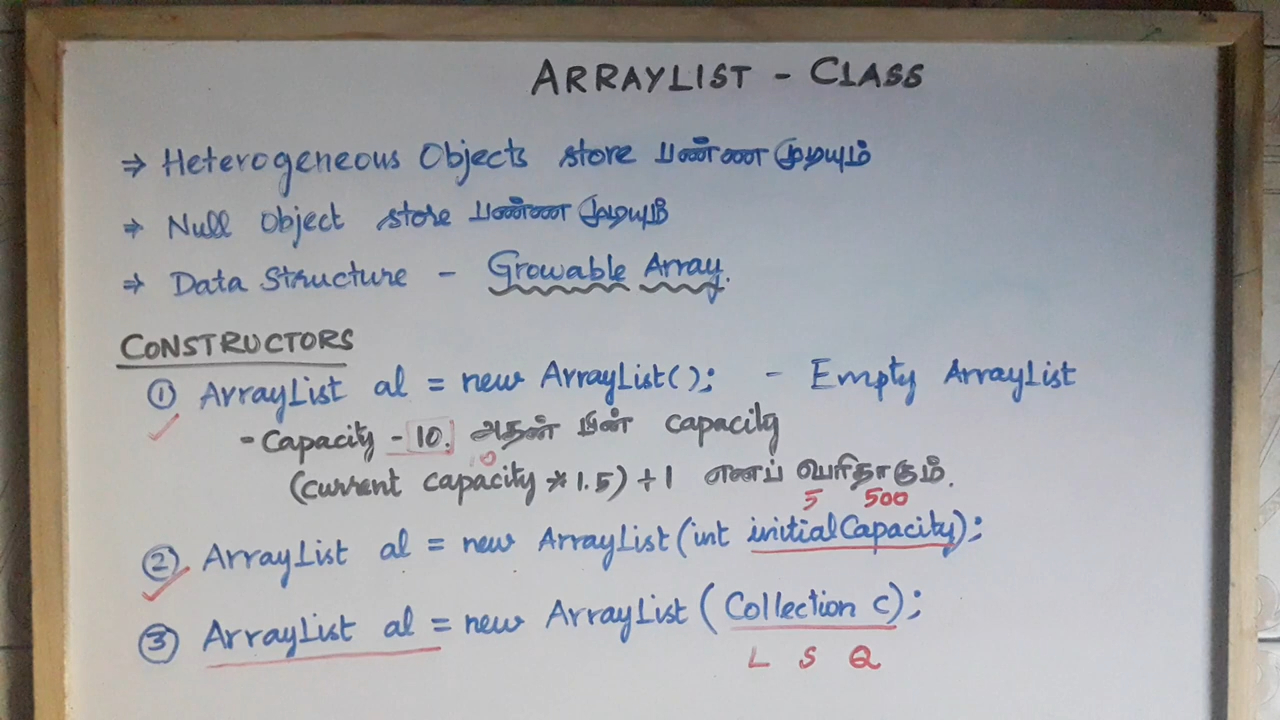 ARRAYLIST - CLASS
⇒ Heterogeneous Objects store பண்ண முடியும்
⇒ Null Object store பண்ண முடியும்
⇒ Data Structure - Growable Array.
CONSTRUCTORS
① ArrayList al = new ArrayList(); - Empty ArrayList
- Capacity - 10. அதன் பின் capacity
10
(current capacity * 1.5) + 1 எனப் பெரிதாகும்.
5 500
② ArrayList al = new ArrayList(int initialCapacity);
③ ArrayList al = new ArrayList( Collection c);
L S Q